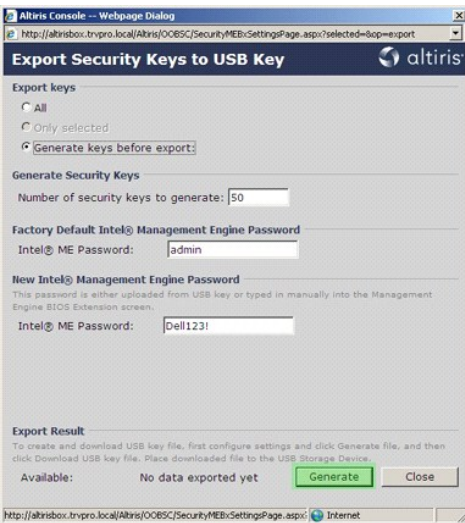 Altiris Console -- Webpage Dialog
http://altirisbox.trvpro.local/Altiris/OOBSC/SecurityMEBxSettingsPage.aspx?selected=&op=export
Export Security Keys to USB Key
altiris
Export keys
All
Only selected
Generate keys before export:
Generate Security Keys
Number of security keys to generate: 50
Factory Default Intel® Management Engine Password
Intel® ME Password: admin
New Intel® Management Engine Password
This password is either uploaded from USB key or typed in manually into the Management
Engine BIOS Extension screen.
Intel® ME Password: Dell123!
Export Result
To create and download USB key file, first configure settings and click Generate file, and then
click Download USB key file. Place downloaded file to the USB Storage Device.
Available: No data exported yet Generate Close
http://altirisbox.trvpro.local/Altiris/OOBSC/SecurityMEBxSettingsPage.aspx? Internet